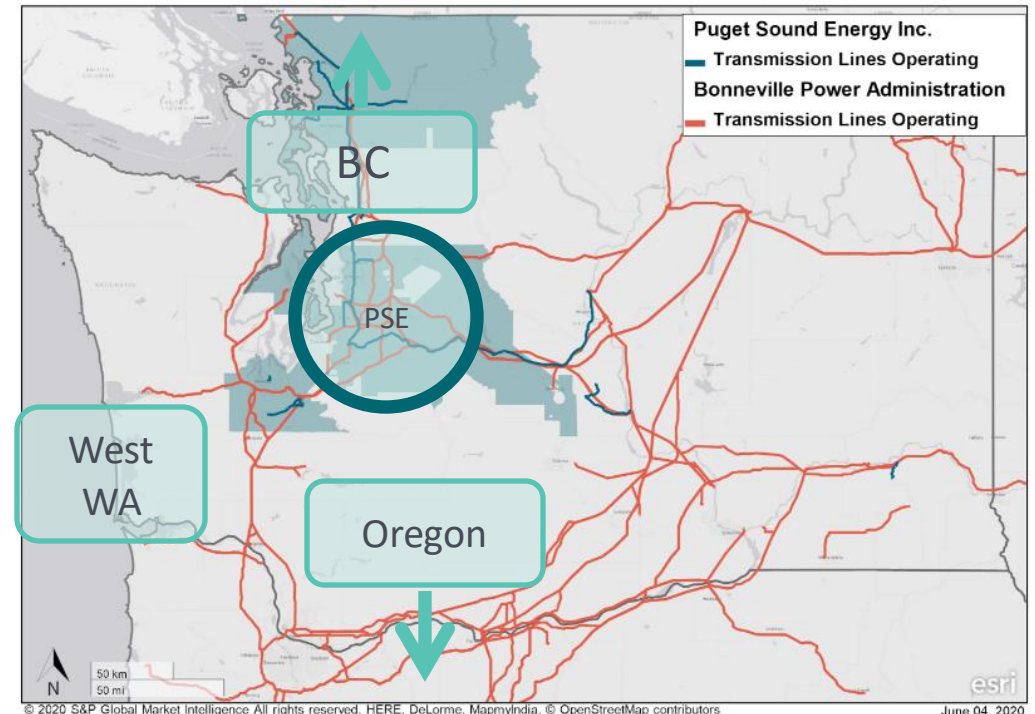 Puget Sound Energy Inc.
Transmission Lines Operating
Bonneville Power Administration
Transmission Lines Operating
BC
PSE
West
WA
Oregon
N
50 km
50 mi
esri
© 2020 S&P Global Market Intelligence All rights reserved. HERE, DeLorme, MapmyIndia, © OpenStreetMap contributors
June 04, 2020